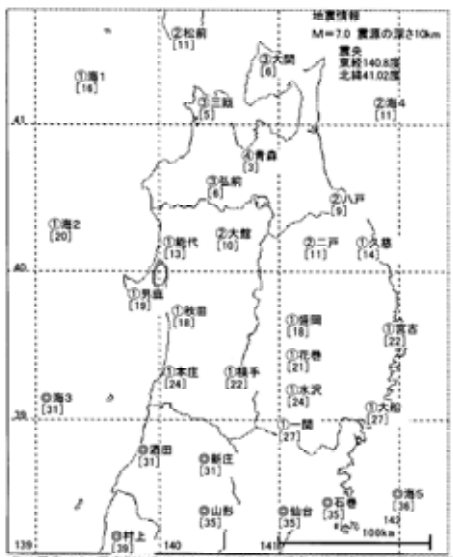 地震情報
M=7.0 震源の深さ10km
震央
東経140.8度
北緯41.02度
②松前
[11]
①海1
[16]
③大間
[6]
③三厩
[5]
②海4
[11]
41
④青森
[3]
③弘前
[6]
②八戸
[9]
①海2
[20]
①能代
[13]
②大館
[10]
②二戸
[11]
①久慈
[14]
40
①男鹿
[19]
①秋田
[18]
①盛岡
[18]
①宮古
[22]
①花巻
[21]
①本庄
[24]
①横手
[22]
①水沢
[24]
◎海3
[31]
①大船
[27]
39
①一関
[27]
◎酒田
[31]
◎新庄
[31]
◎海5
[36]
◎山形
[35]
◎仙台
[35]
◎石巻
[35]
◎村上
[39]
139
140
141
142
100km